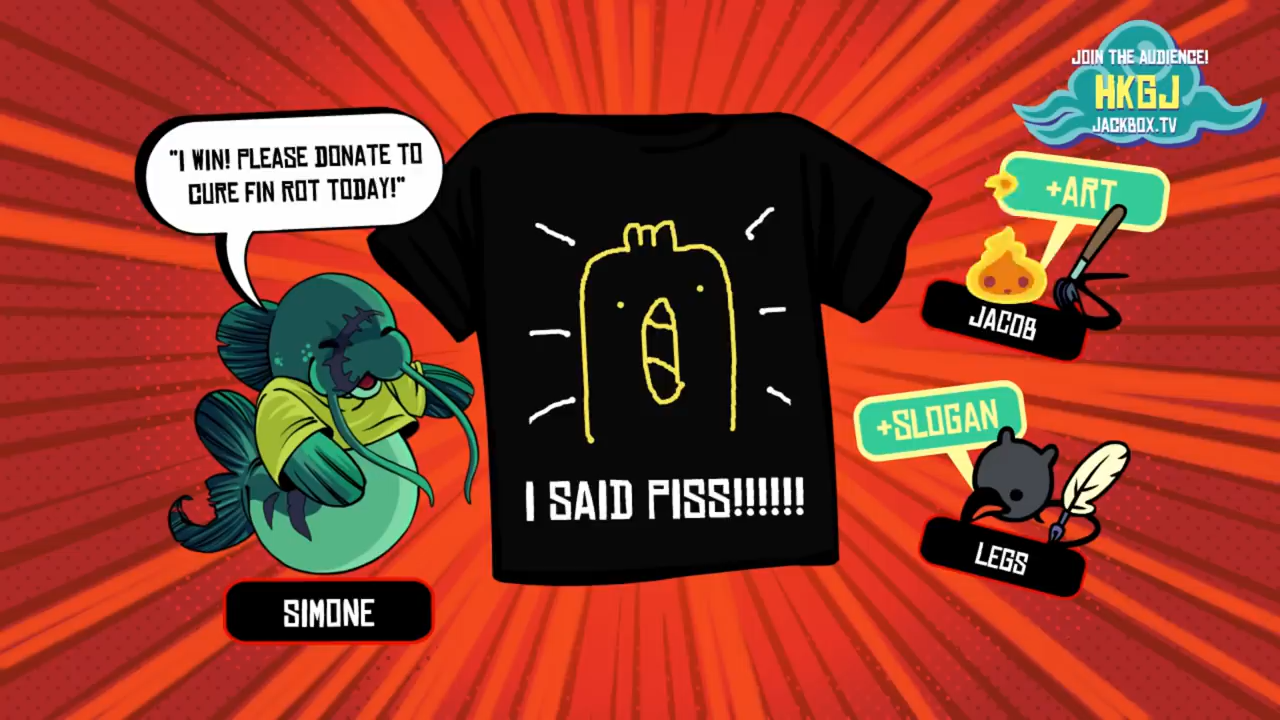 "I WIN! PLEASE DONATE TO
CURE FIN ROT TODAY!"
SIMONE
I SAID PISS!!!!!!
JOIN THE AUDIENCE!
HKGJ
JACKBOX.TV
+ART
JACOB
+SLOGAN
LEGS